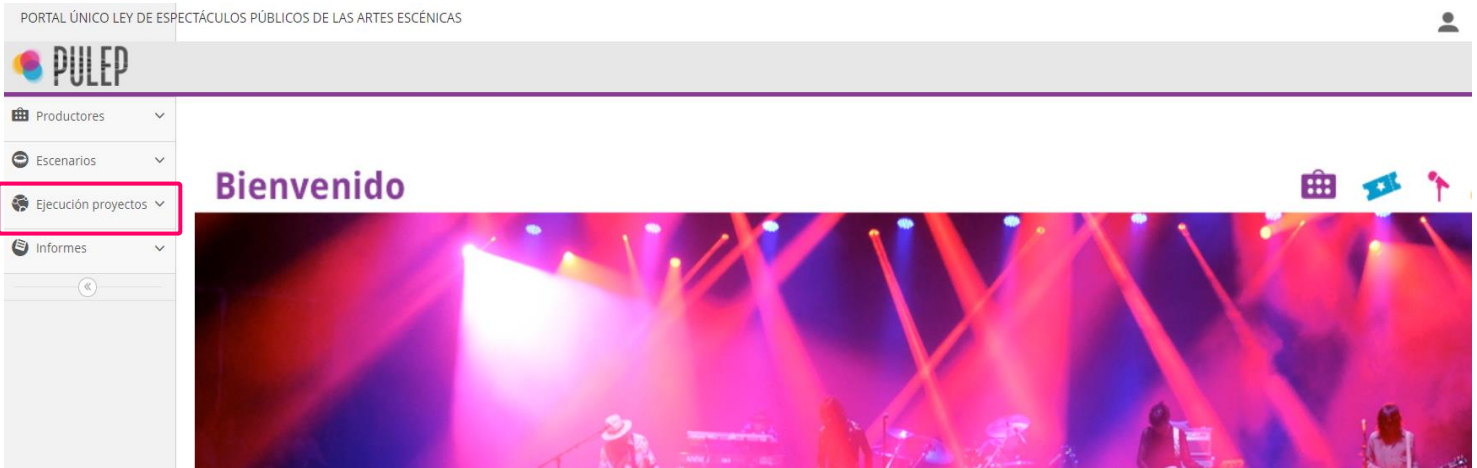 PORTAL ÚNICO LEY DE ESPECTÁCULOS PÚBLICOS DE LAS ARTES ESCÉNICAS
PULEP
Productores
Escenarios
Ejecución proyectos
Informes
Bienvenido